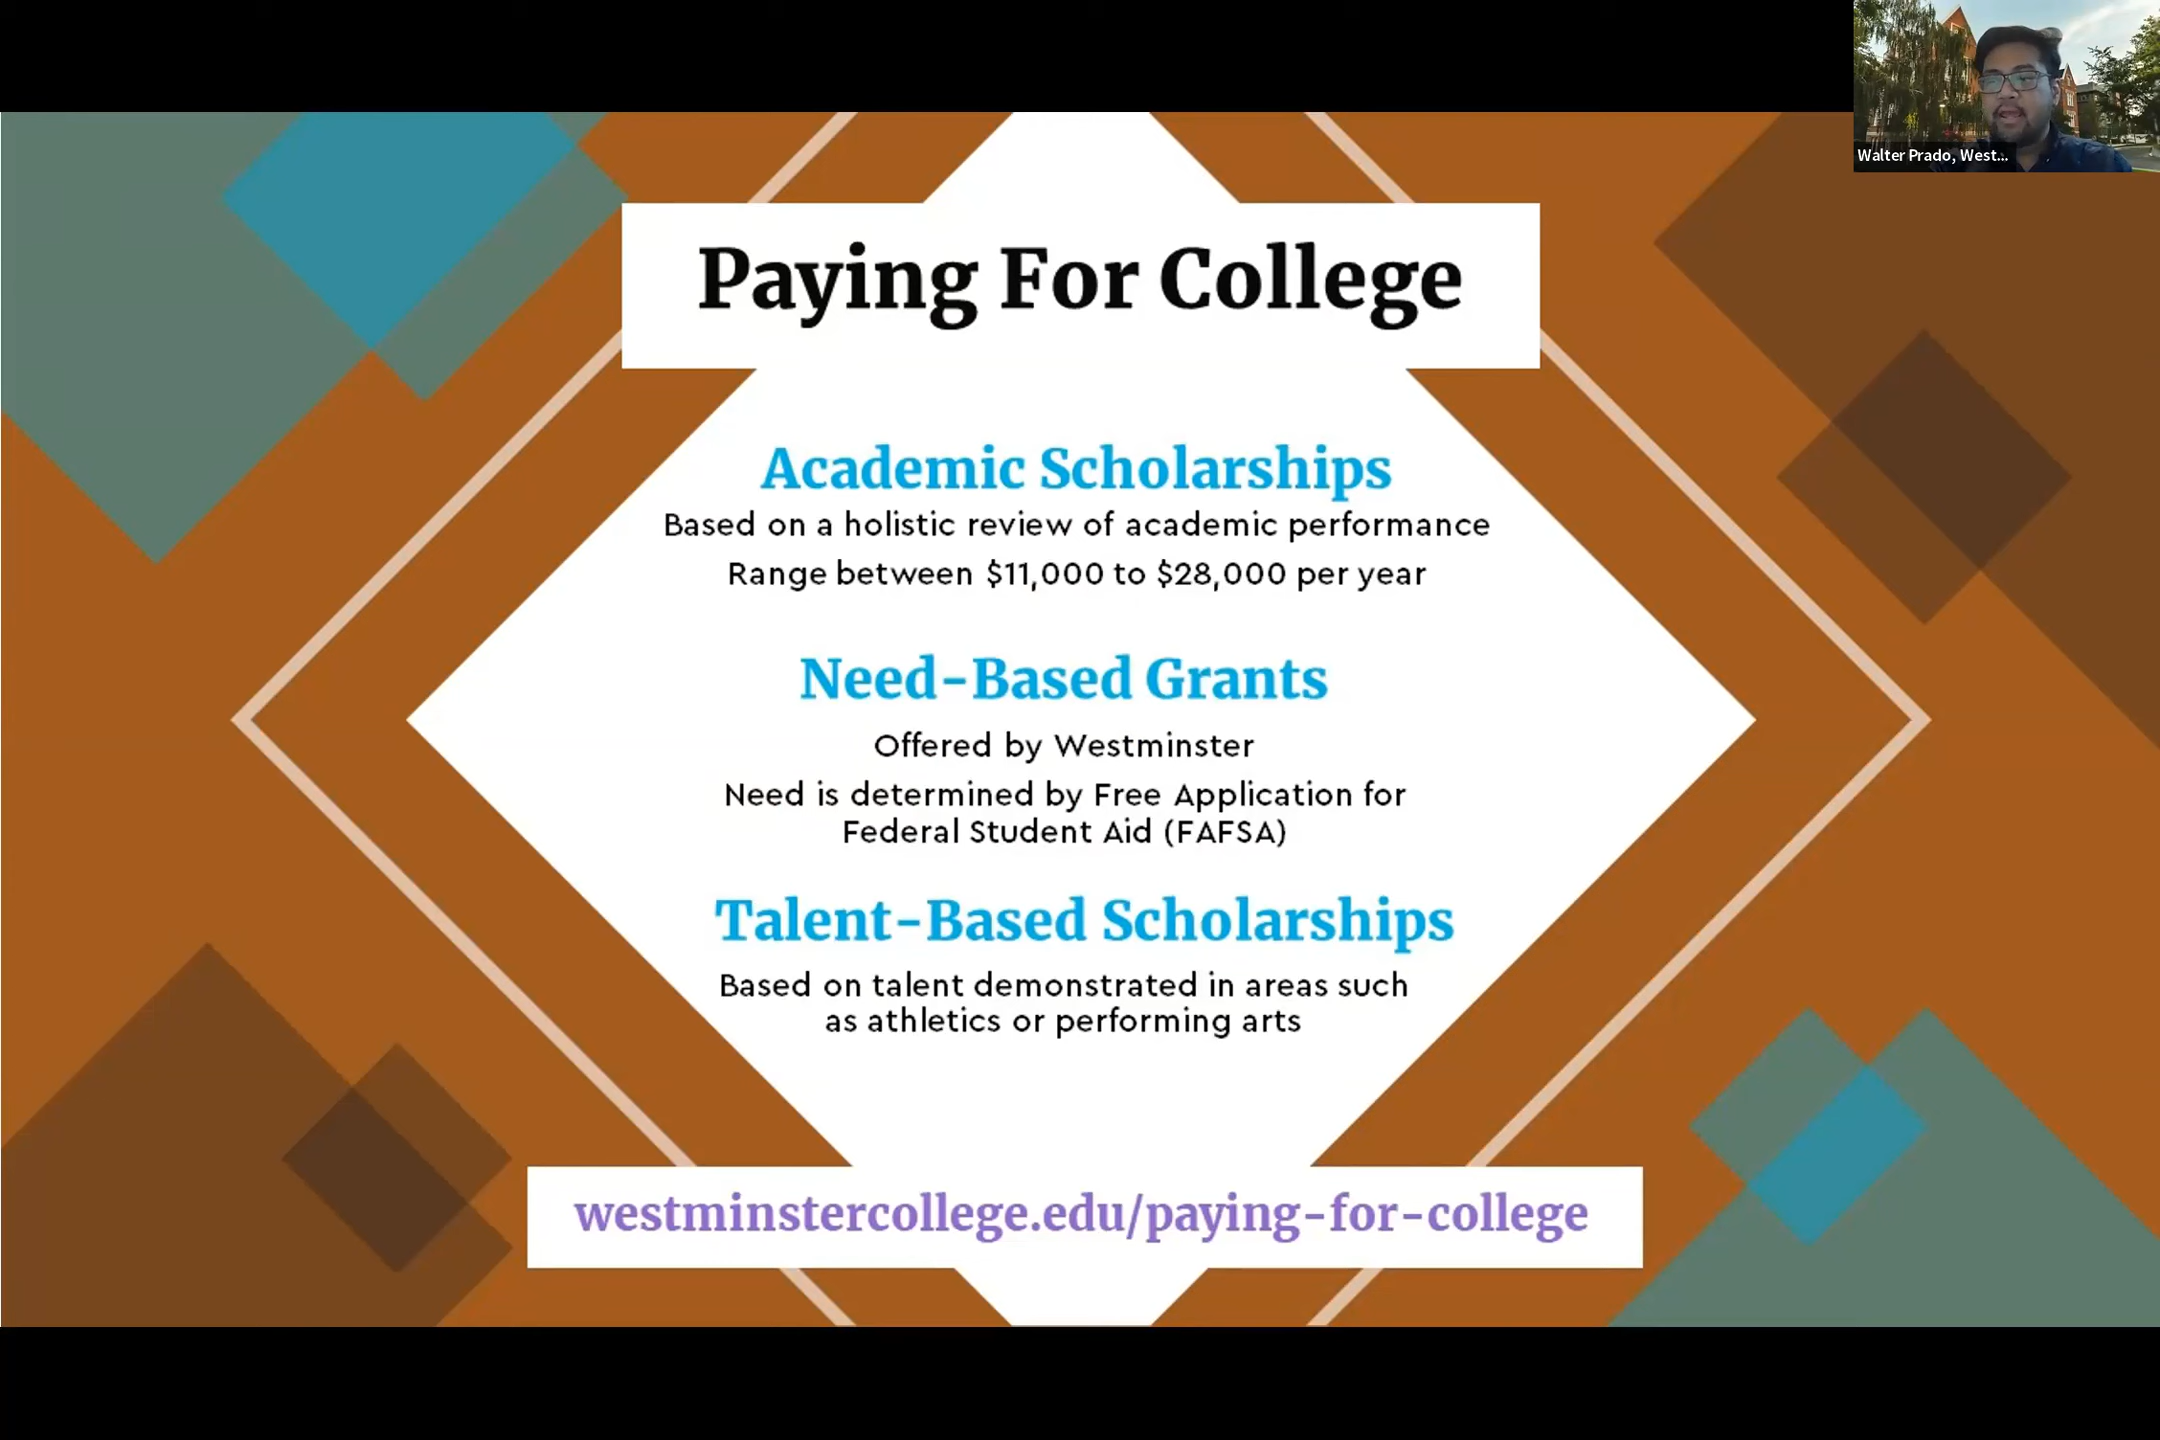 Walter Prado, West...
Paying For College
Academic Scholarships
Based on a holistic review of academic performance
Range between $11,000 to $28,000 per year
Need-Based Grants
Offered by Westminster
Need is determined by Free Application for
Federal Student Aid (FAFSA)
Talent-Based Scholarships
Based on talent demonstrated in areas such
as athletics or performing arts
westminstercollege.edu/paying-for-college